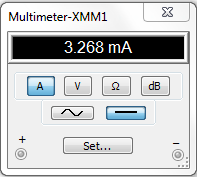 Multimeter-XMM1
3.268 mA
A V Ω dB
+ Set... −